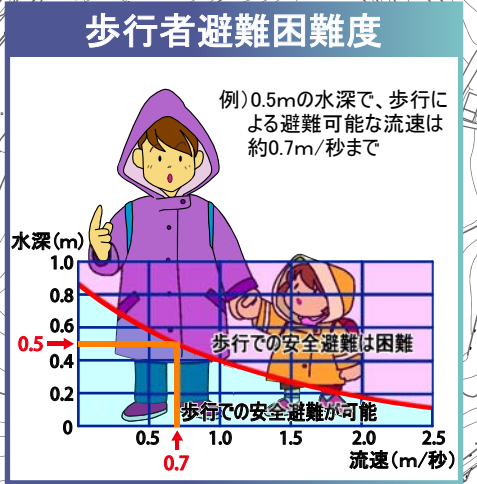 歩行者避難困難度
例)0.5mの水深で、歩行に
よる避難可能な流速は
約0.7m/秒まで
水深(m)
1.0
0.8
0.6
0.5
0.4
0.2
0
歩行での安全避難は困難
歩行での安全避難が可能
0.5 1.0 1.5 2.0 2.5
0.7
流速(m/秒)